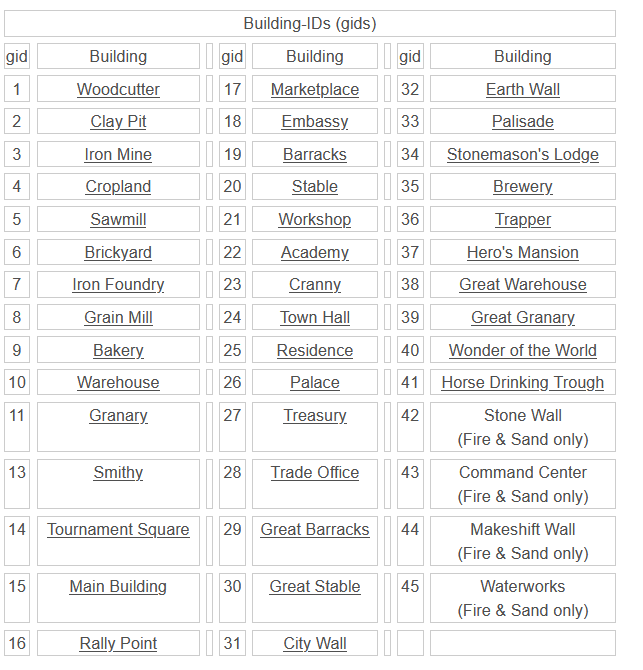 Building-IDs (gids)
gid Building gid Building gid Building
1 Woodcutter 17 Marketplace 32 Earth Wall
2 Clay Pit 18 Embassy 33 Palisade
3 Iron Mine 19 Barracks 34 Stonemason's Lodge
4 Cropland 20 Stable 35 Brewery
5 Sawmill 21 Workshop 36 Trapper
6 Brickyard 22 Academy 37 Hero's Mansion
7 Iron Foundry 23 Cranny 38 Great Warehouse
8 Grain Mill 24 Town Hall 39 Great Granary
9 Bakery 25 Residence 40 Wonder of the World
10 Warehouse 26 Palace 41 Horse Drinking Trough
11 Granary 27 Treasury 42 Stone Wall
(Fire & Sand only)
13 Smithy 28 Trade Office 43 Command Center
(Fire & Sand only)
14 Tournament Square 29 Great Barracks 44 Makeshift Wall
(Fire & Sand only)
15 Main Building 30 Great Stable 45 Waterworks
(Fire & Sand only)
16 Rally Point 31 City Wall